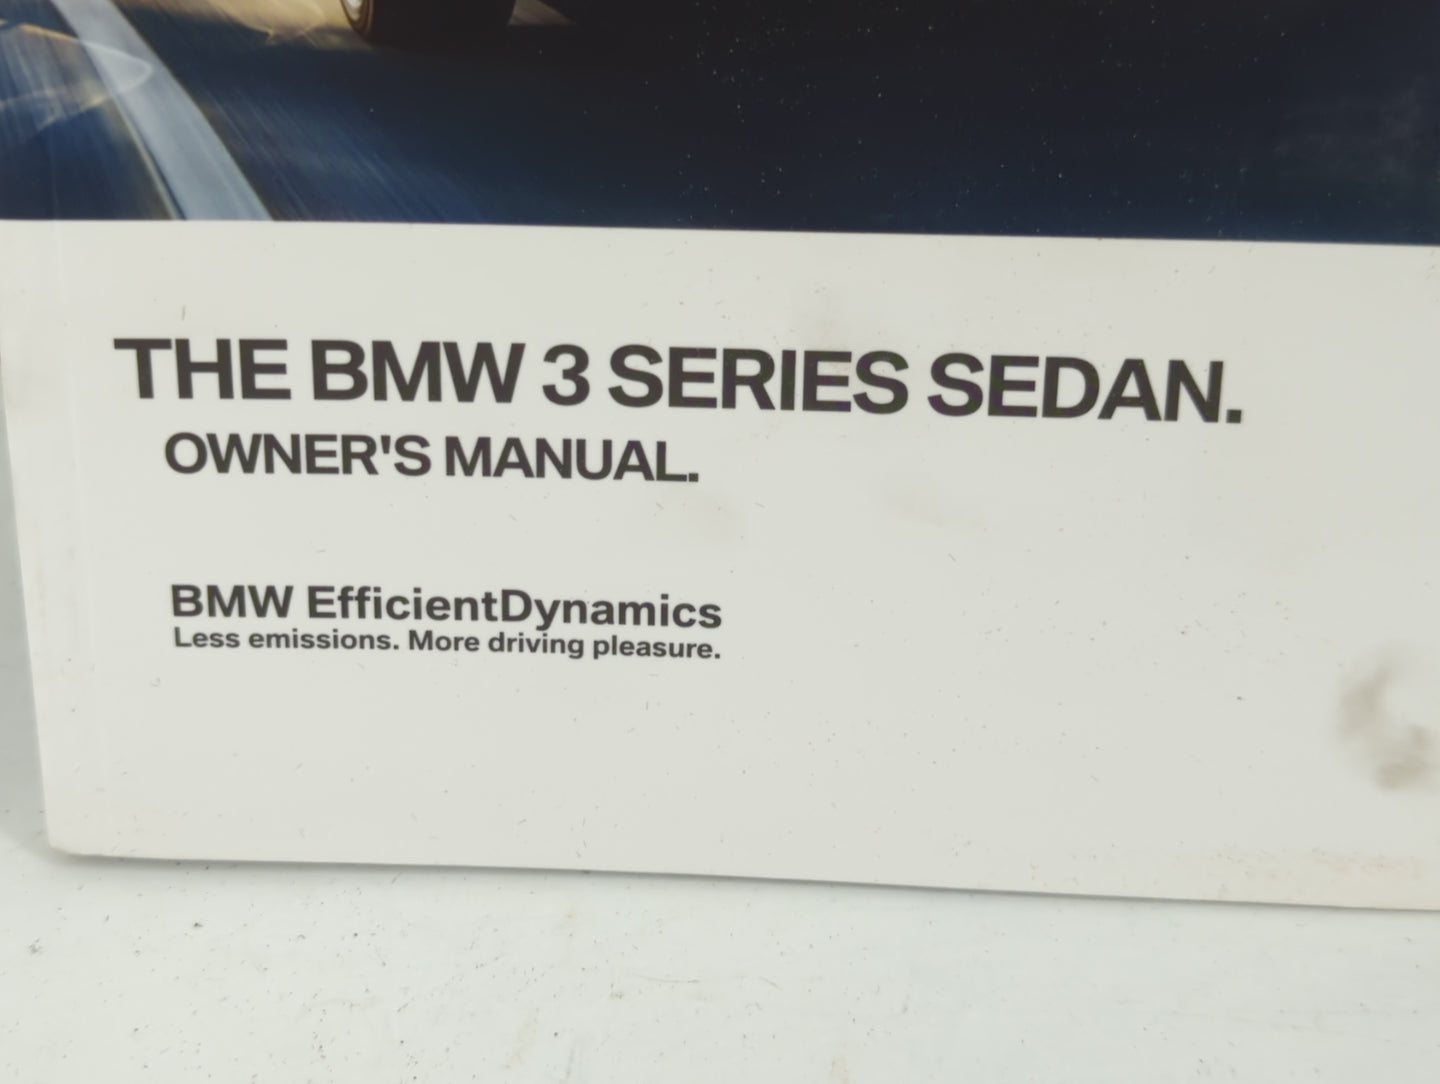 THE BMW 3 SERIES SEDAN.
OWNER'S MANUAL.
BMW EfficientDynamics
Less emissions. More driving pleasure.